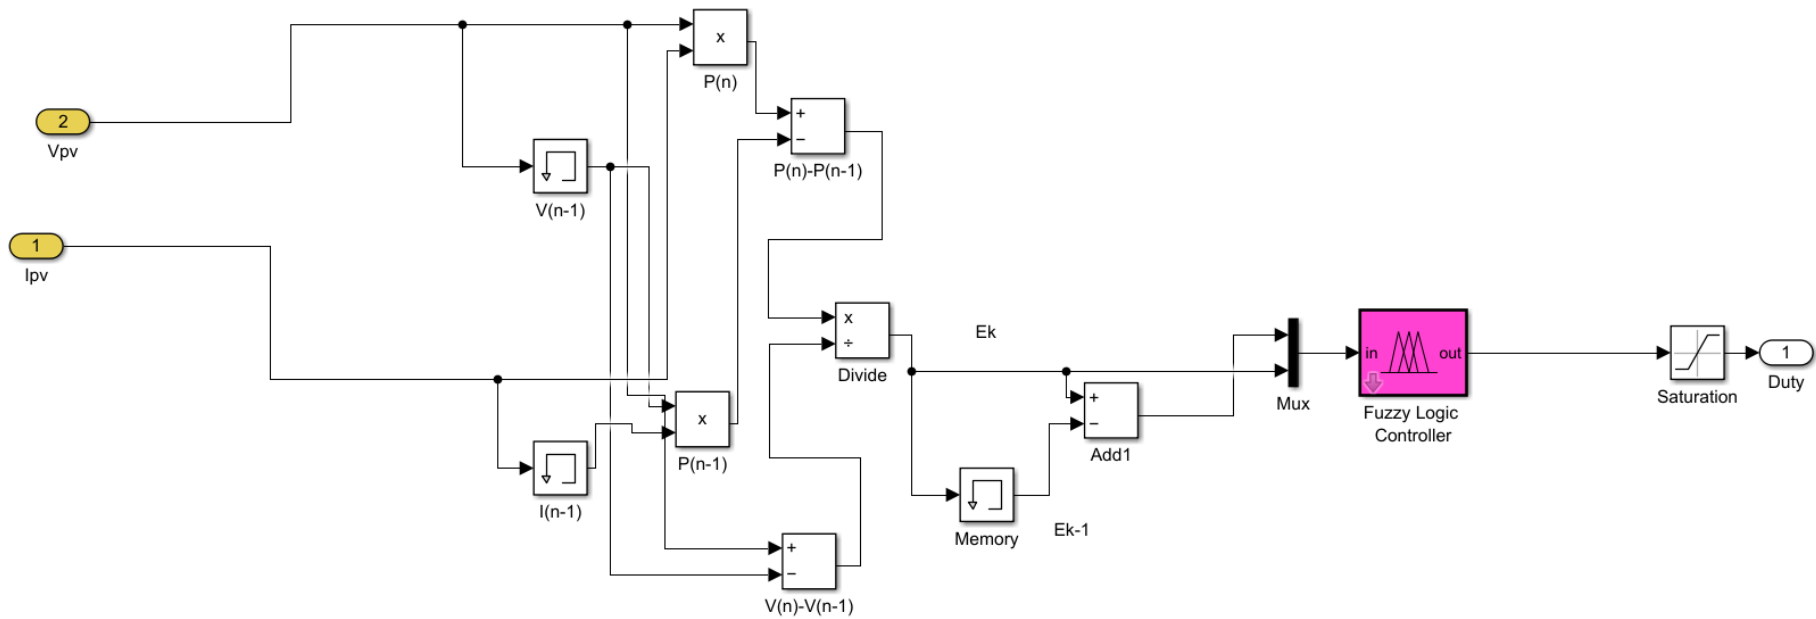 x
P(n)
2
Vpv
+
−
P(n)-P(n-1)
V(n-1)
1
Ipv
x
÷
Divide
Ek
in
out
Fuzzy Logic
Controller
Mux
Saturation
1
Duty
x
P(n-1)
+
−
Add1
I(n-1)
Memory
Ek-1
+
−
V(n)-V(n-1)